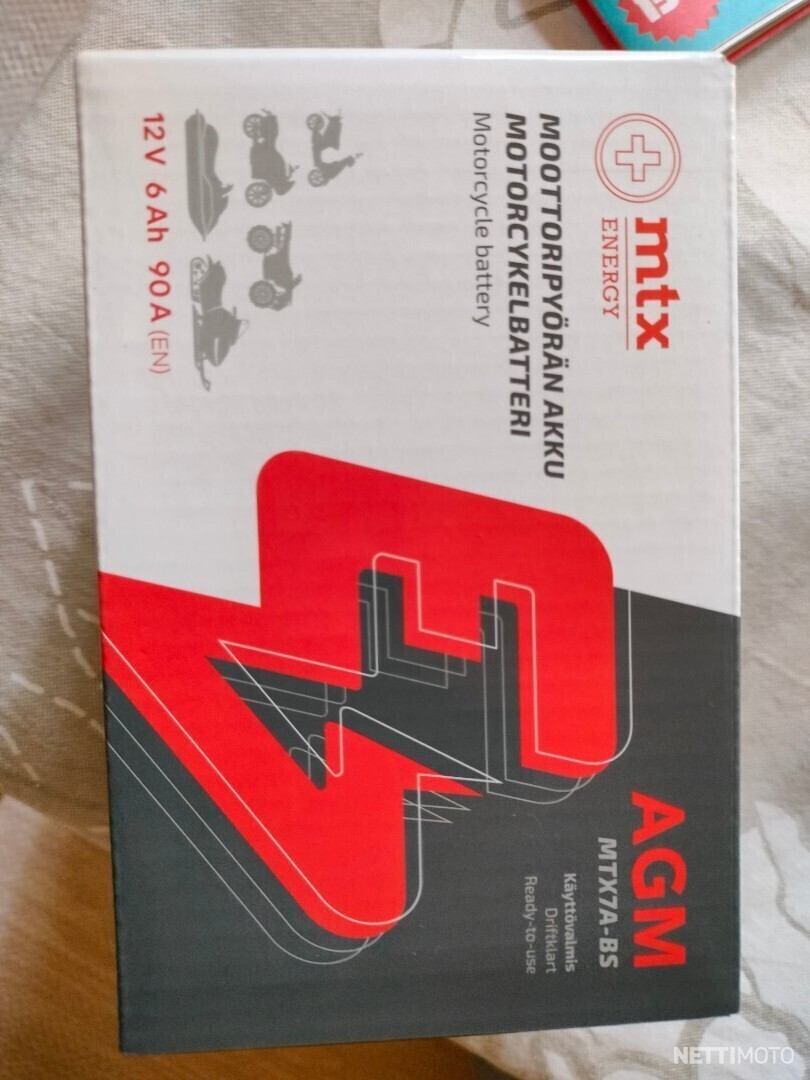 mtx
ENERGY
MOOTTORIPYÖRÄN AKKU
MOTORCYKELBATTERI
Motorcycle battery
12V 6Ah 90A (EN)
AGM
MTX7A-BS
Käyttövalmis
Driftklart
Ready-to-use
NETTIMOTO